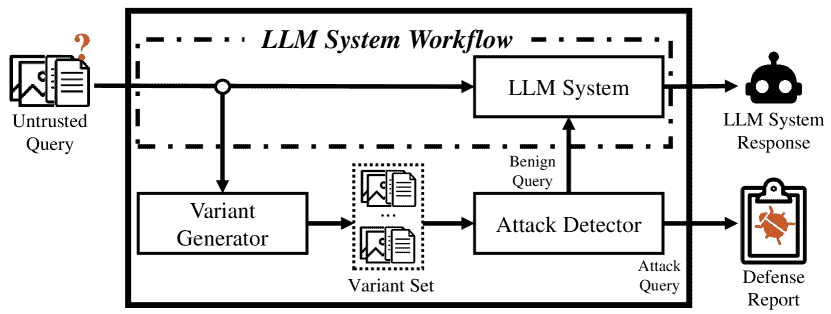 LLM System Workflow
?
Untrusted
Query
LLM System
LLM System
Response
Benign
Query
Variant
Generator
...
Variant Set
Attack Detector
Attack
Query
Defense
Report